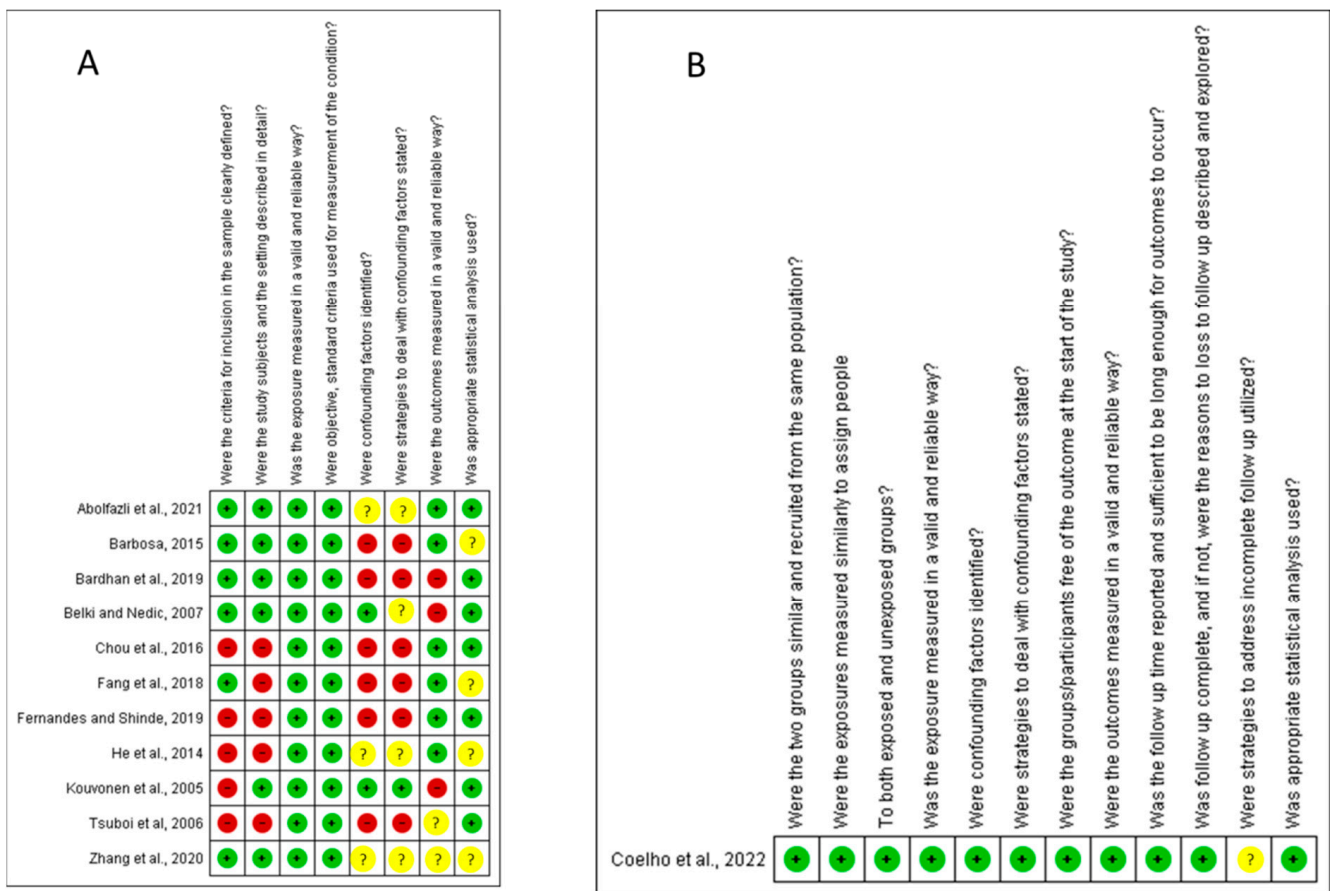 A
Were the criteria for inclusion in the sample clearly defined?
Were the study subjects and the setting described in detail?
Was the exposure measured in a valid and reliable way?
Were objective, standard criteria used for measurement of the condition?
Were confounding factors identified?
Were strategies to deal with confounding factors stated?
Were the outcomes measured in a valid and reliable way?
Was appropriate statistical analysis used?
Abolfazli et al., 2021 + + + + ? ? + +
Barbosa, 2015 + + + + - - + ?
Bardhan et al., 2019 + + + + - - - +
Belki and Nedic, 2007 + + + + + ? - +
Chou et al., 2016 - - + + - - + +
Fang et al., 2018 + - + + - - + ?
Fernandes and Shinde, 2019 - - + + - - + +
He et al., 2014 - - + + ? ? + ?
Kouvonen et al., 2005 - + + + + + - +
Tsuboi et al, 2006 - - + + - - ? +
Zhang et al., 2020 + + + + ? ? ? ?
B
Were the two groups similar and recruited from the same population?
Were the exposures measured similarly to assign people
To both exposed and unexposed groups?
Was the exposure measured in a valid and reliable way?
Were confounding factors identified?
Were strategies to deal with confounding factors stated?
Were the groups/participants free of the outcome at the start of the study?
Were the outcomes measured in a valid and reliable way?
Was the follow up time reported and sufficient to be long enough for outcomes to occur?
Was follow up complete, and if not, were the reasons to loss to follow up described and explored?
Were strategies to address incomplete follow up utilized?
Was appropriate statistical analysis used?
Coelho et al., 2022 + + + + + + + + + + ? +